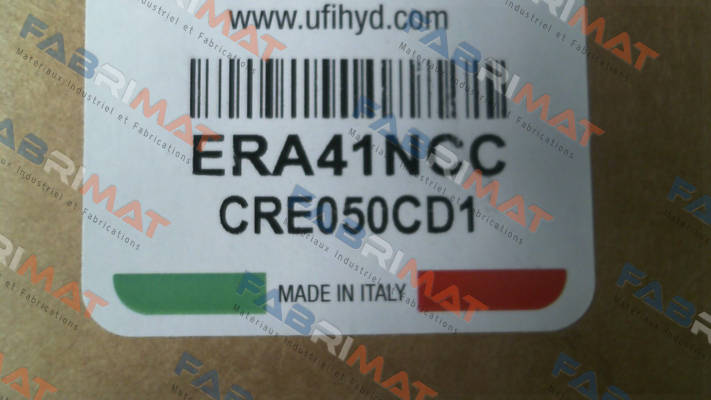 www.ufihyd.com
ERA41NCC
CRE050CD1
MADE IN ITALY
FABRIMAT
Materiaux Industriel et Fabrications